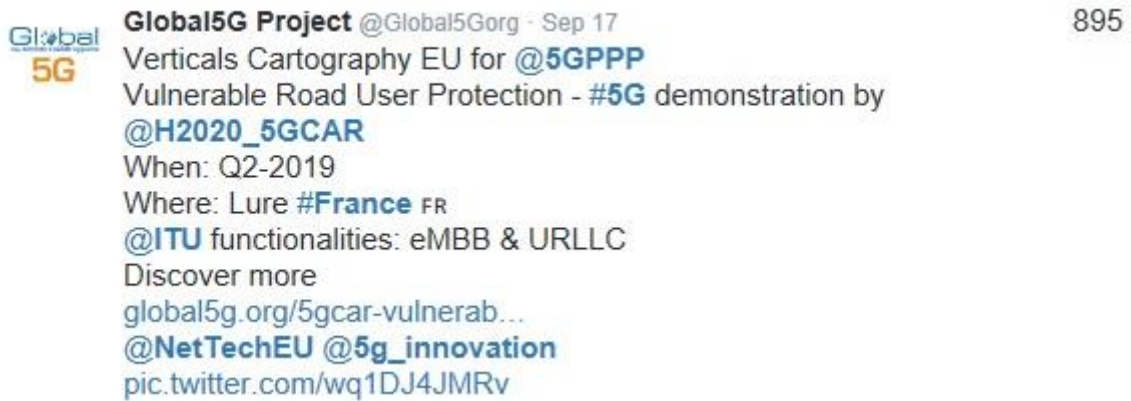 Global5G Project @Global5Gorg · Sep 17 895
Global
5G
Verticals Cartography EU for @5GPPP
Vulnerable Road User Protection - #5G demonstration by
@H2020_5GCAR
When: Q2-2019
Where: Lure #France FR
@ITU functionalities: eMBB & URLLC
Discover more
global5g.org/5gcar-vulnerab...
@NetTechEU @5g_innovation
pic.twitter.com/wq1DJ4JMRv